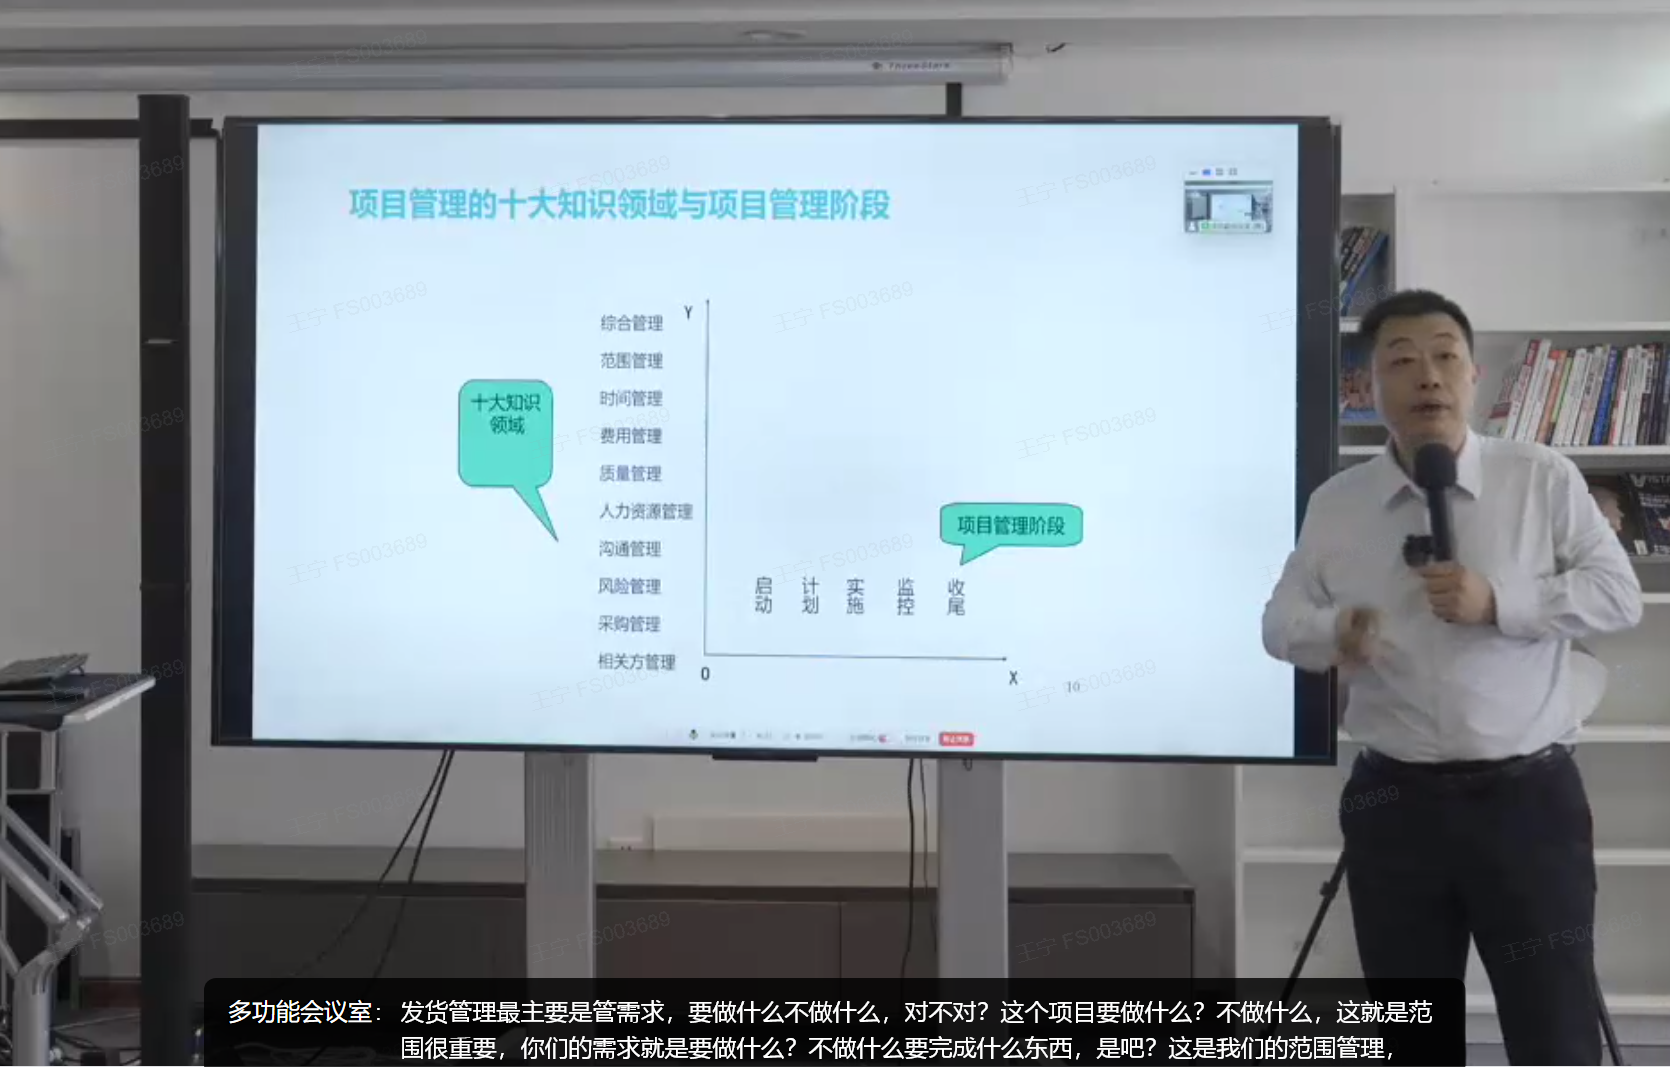 ThreeStars
项目管理的十大知识领域与项目管理阶段
Y
综合管理
范围管理
时间管理
费用管理
质量管理
人力资源管理
沟通管理
风险管理
采购管理
相关方管理
十大知识
领域
项目管理阶段
启动
计划
实施
监控
收尾
0
X
10
王宁 FS003689
多功能会议室： 发货管理最主要是管需求，要做什么不做什么，对不对？这个项目要做什么？不做什么，这就是范
围很重要，你们的需求就是要做什么？不做什么要完成什么东西，是吧？这是我们的范围管理，